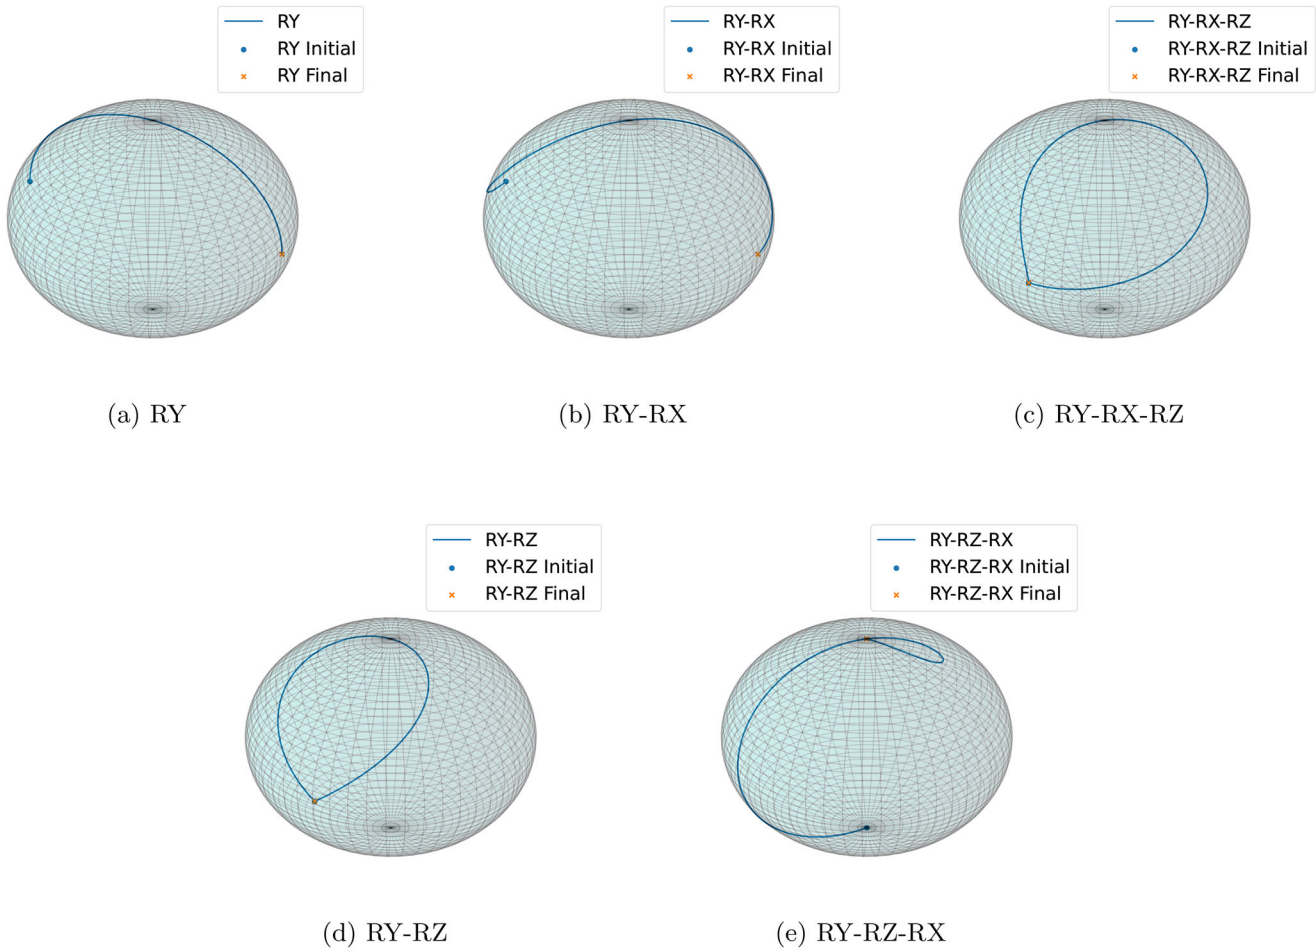 RY
RY Initial
RY Final
(a) RY
RY-RX
RY-RX Initial
RY-RX Final
(b) RY-RX
RY-RX-RZ
RY-RX-RZ Initial
RY-RX-RZ Final
(c) RY-RX-RZ
RY-RZ
RY-RZ Initial
RY-RZ Final
(d) RY-RZ
RY-RZ-RX
RY-RZ-RX Initial
RY-RZ-RX Final
(e) RY-RZ-RX